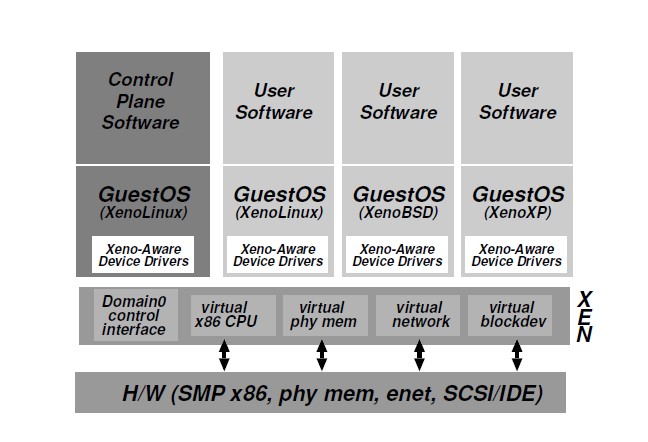 Control
Plane
Software
User
Software
User
Software
User
Software
GuestOS
(XenoLinux)
GuestOS
(XenoLinux)
GuestOS
(XenoBSD)
GuestOS
(XenoXP)
Xeno-Aware
Device Drivers
Xeno-Aware
Device Drivers
Xeno-Aware
Device Drivers
Xeno-Aware
Device Drivers
Domain0
control
interface
virtual
x86 CPU
virtual
phy mem
virtual
network
virtual
blockdev
X
E
N
H/W (SMP x86, phy mem, enet, SCSI/IDE)